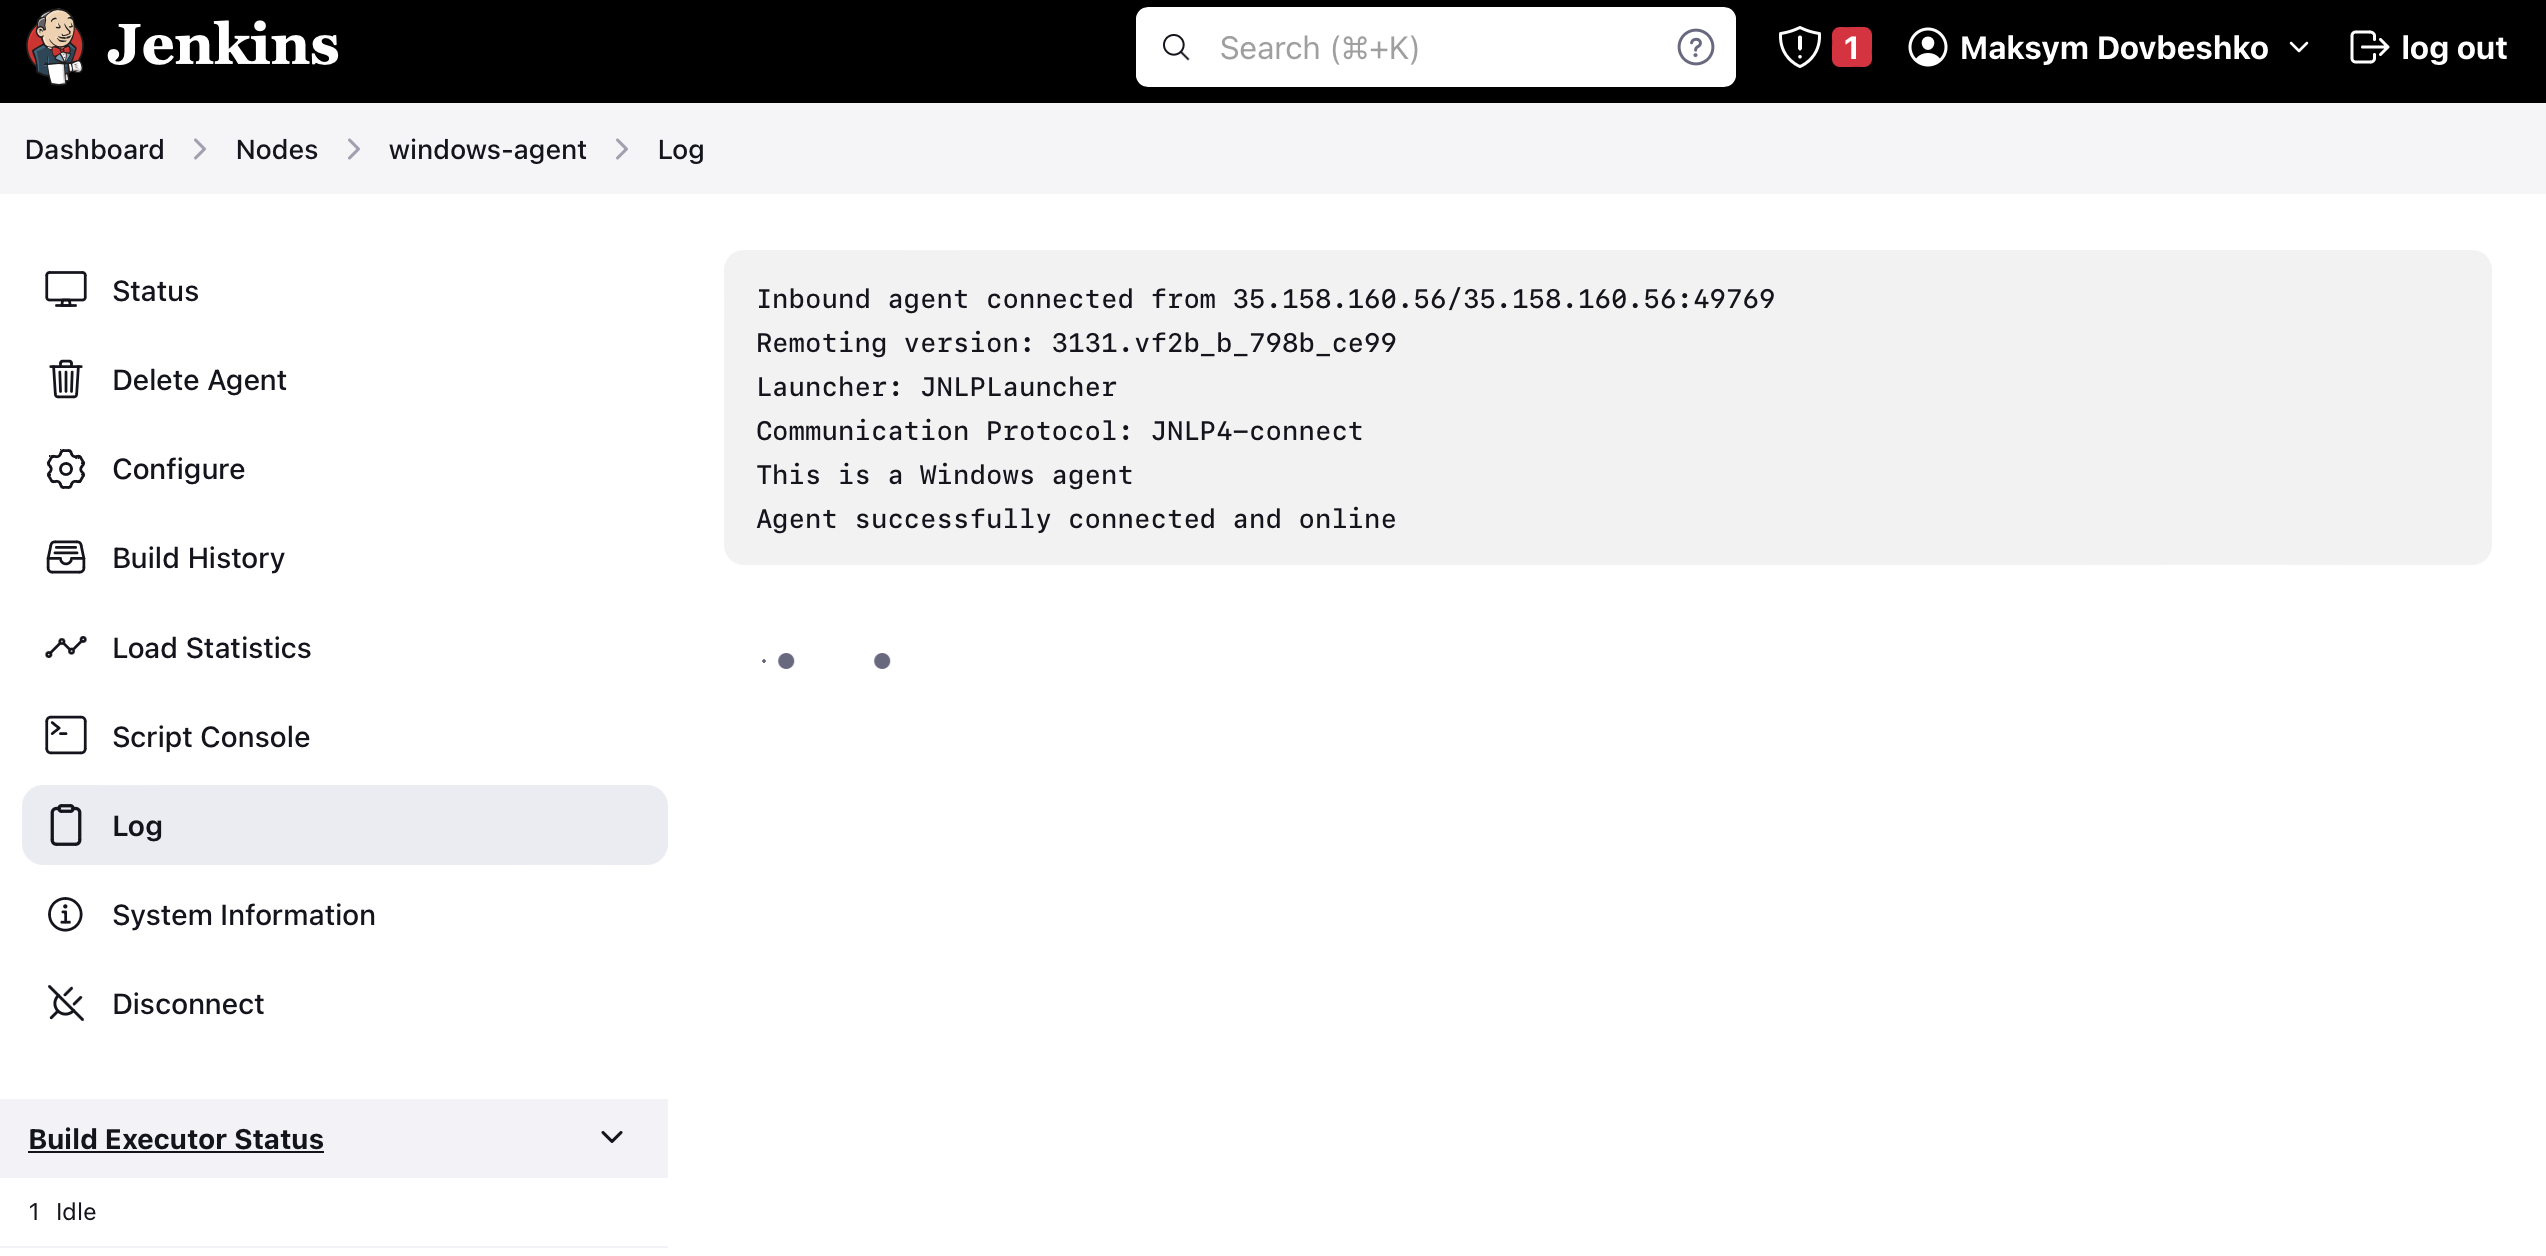 Jenkins
Search (⌘+K)
1
Maksym Dovbeshko
log out
Dashboard
Nodes
windows-agent
Log
Status
Delete Agent
Configure
Build History
Load Statistics
Script Console
Log
System Information
Disconnect
Build Executor Status
1 Idle
Inbound agent connected from 35.158.160.56/35.158.160.56:49769
Remoting version: 3131.vf2b_b_798b_ce99
Launcher: JNLPLauncher
Communication Protocol: JNLP4-connect
This is a Windows agent
Agent successfully connected and online